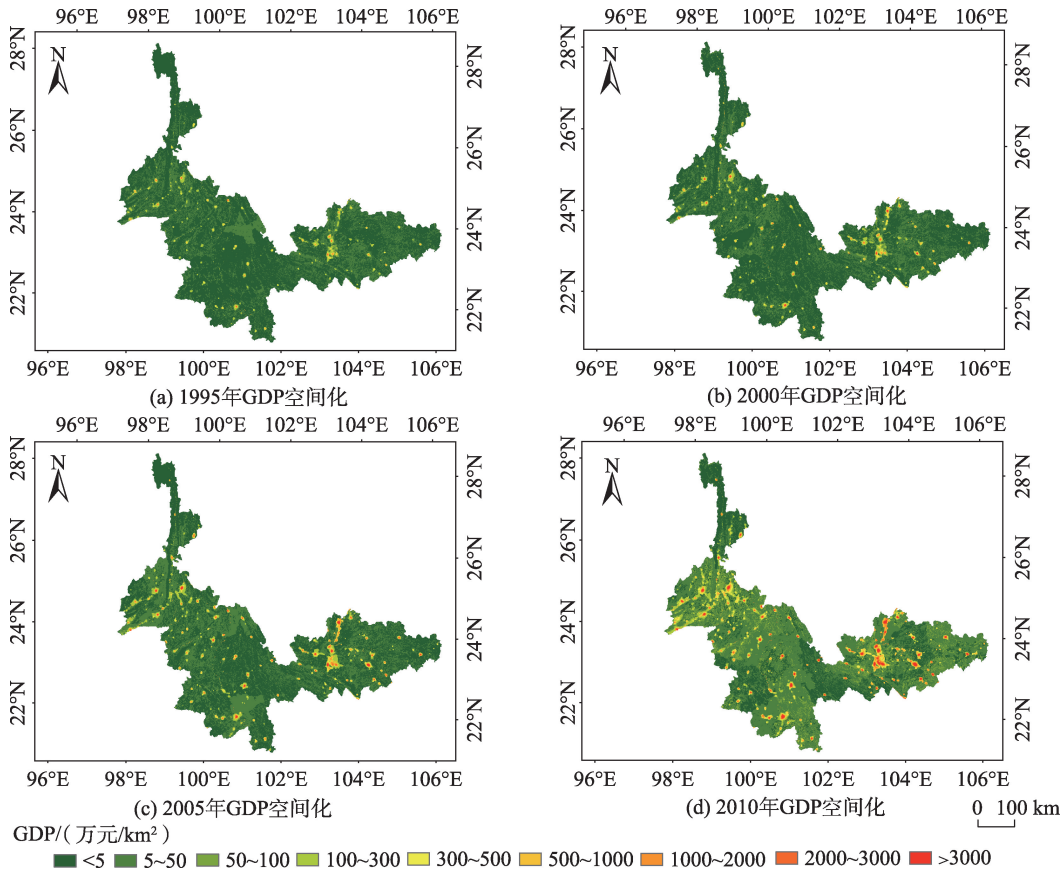 96°E 98°E 100°E 102°E 104°E 106°E
96°E 98°E 100°E 102°E 104°E 106°E
28°N 26°N 24°N 22°N
N
28°N 26°N 24°N 22°N
28°N 26°N 24°N 22°N
N
28°N 26°N 24°N 22°N
96°E 98°E 100°E 102°E 104°E 106°E
96°E 98°E 100°E 102°E 104°E 106°E
(a) 1995年GDP空间化
(b) 2000年GDP空间化
96°E 98°E 100°E 102°E 104°E 106°E
96°E 98°E 100°E 102°E 104°E 106°E
28°N 26°N 24°N 22°N
N
28°N 26°N 24°N 22°N
28°N 26°N 24°N 22°N
N
28°N 26°N 24°N 22°N
96°E 98°E 100°E 102°E 104°E 106°E
96°E 98°E 100°E 102°E 104°E 106°E
(c) 2005年GDP空间化
(d) 2010年GDP空间化
0 100 km
GDP/(万元/km²)
<5 5~50 50~100 100~300 300~500 500~1000 1000~2000 2000~3000 >3000